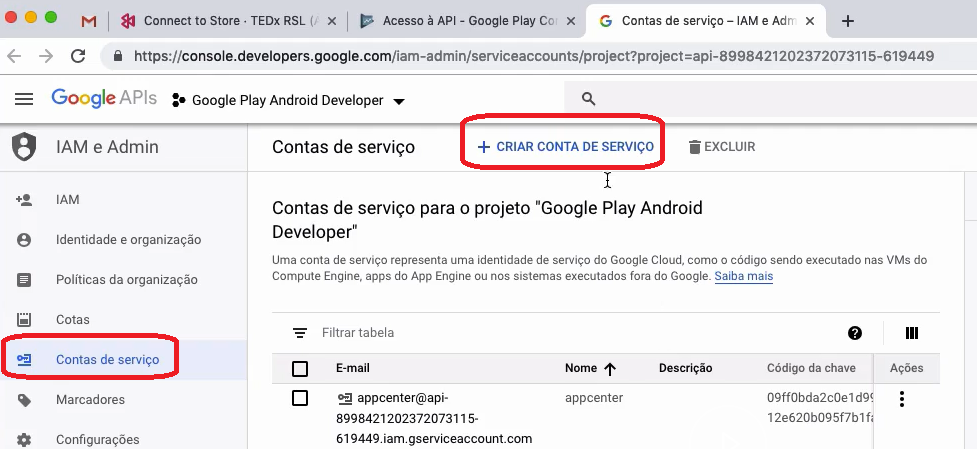 Connect to Store · TEDx RSL (A
Acesso à API - Google Play Con
Contas de serviço – IAM e Adm
https://console.developers.google.com/iam-admin/serviceaccounts/project?project=api-8998421202372073115-619449
Google APIs
Google Play Android Developer
IAM e Admin
Contas de serviço
+ CRIAR CONTA DE SERVIÇO
EXCLUIR
IAM
Identidade e organização
Políticas da organização
Cotas
Contas de serviço
Marcadores
Configurações
Contas de serviço para o projeto "Google Play Android
Developer"
Uma conta de serviço representa uma identidade de serviço do Google Cloud, como o código sendo executado nas VMs do
Compute Engine, apps do App Engine ou nos sistemas executados fora do Google. Saiba mais
Filtrar tabela
E-mail Nome Descrição Código da chave Ações
appcenter@api- appcenter 09ff0bda2c0e1d99
8998421202372073115- 12e620b095f7b1fa
619449.iam.gserviceaccount.com